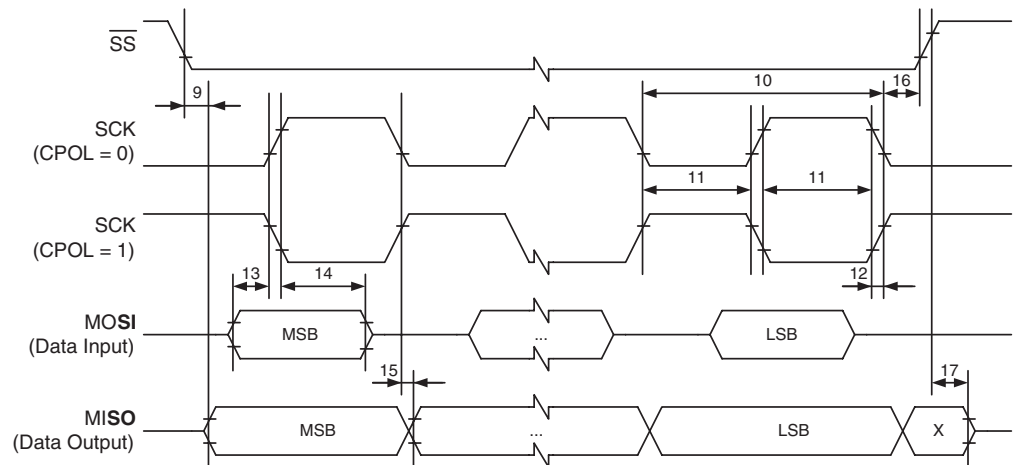 SS
9
10
16
SCK
(CPOL = 0)
11
11
SCK
(CPOL = 1)
13
14
12
MOSI
(Data Input)
MSB
...
LSB
15
17
MISO
(Data Output)
MSB
...
LSB
X